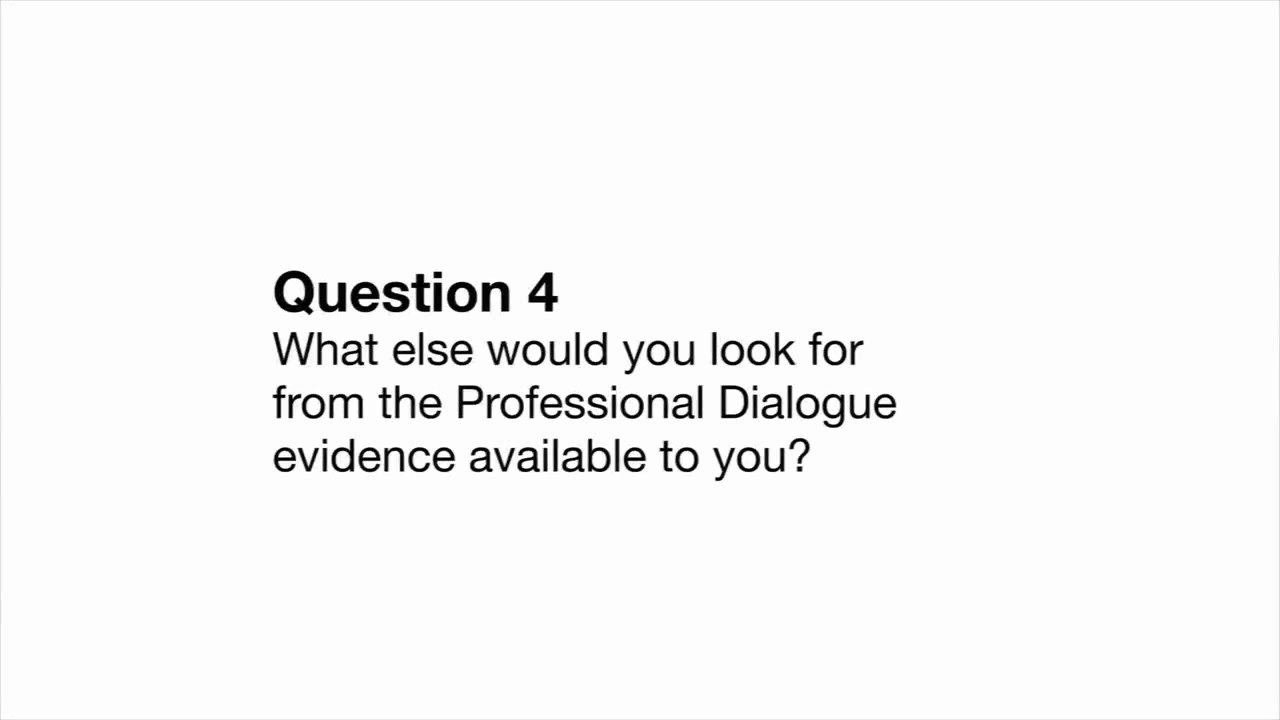 Question 4
What else would you look for
from the Professional Dialogue
evidence available to you?